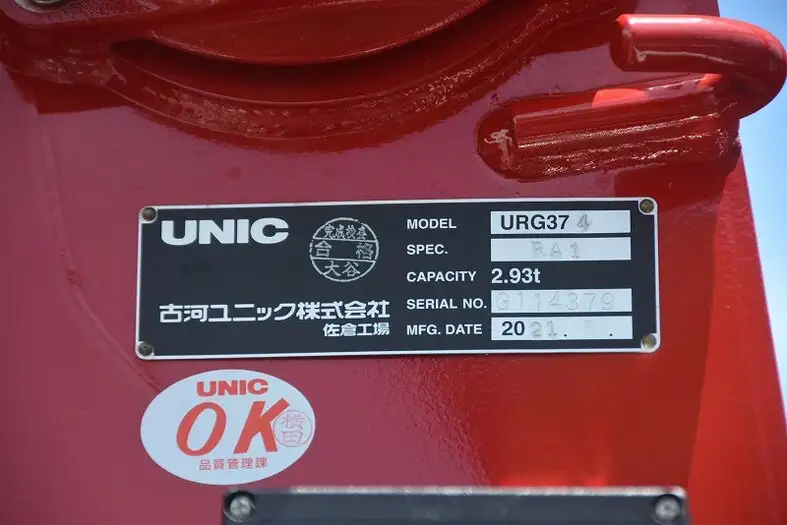 UNIC
完成検査
合格
大谷
古河ユニック株式会社
佐倉工場
MODEL URG374
SPEC. RA1
CAPACITY 2.93t
SERIAL NO. G114379
MFG. DATE 2021. .
UNIC
OK
横田
品質管理課